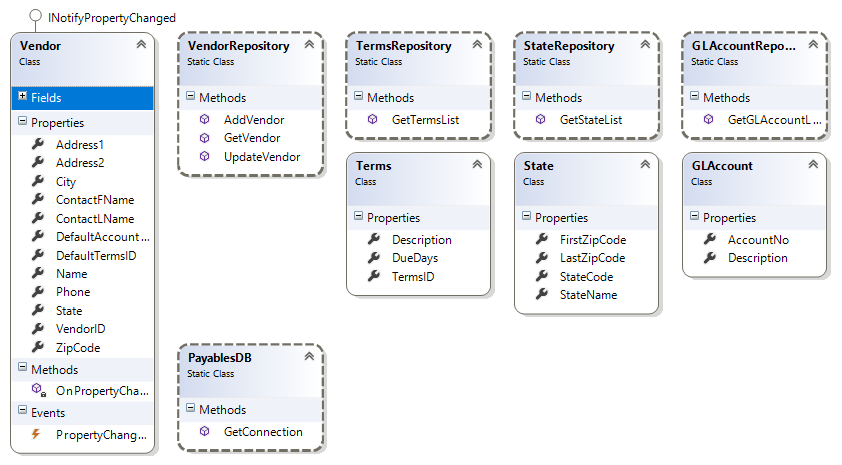 INotifyPropertyChanged
Vendor
Class
Fields
Properties
Address1
Address2
City
ContactFName
ContactLName
DefaultAccount...
DefaultTermsID
Name
Phone
State
VendorID
ZipCode
Methods
OnPropertyCha...
Events
PropertyChang...
VendorRepository
Static Class
Methods
AddVendor
GetVendor
UpdateVendor
TermsRepository
Static Class
Methods
GetTermsList
StateRepository
Static Class
Methods
GetStateList
GLAccountRepo...
Static Class
Methods
GetGLAccountL...
Terms
Class
Properties
Description
DueDays
TermsID
State
Class
Properties
FirstZipCode
LastZipCode
StateCode
StateName
GLAccount
Class
Properties
AccountNo
Description
PayablesDB
Static Class
Methods
GetConnection